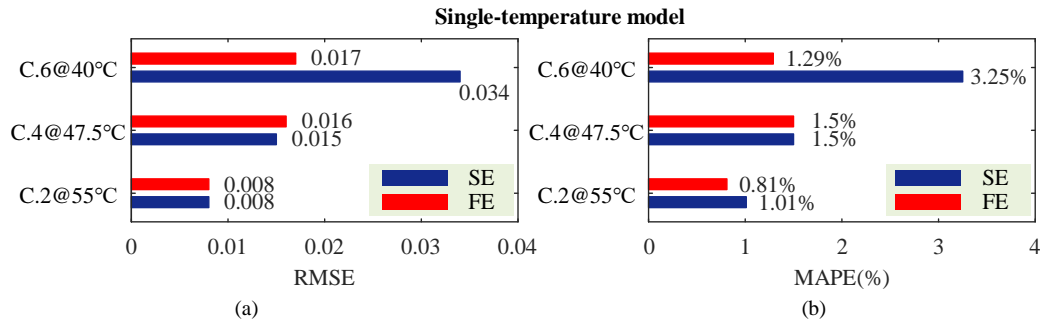 Single-temperature model
C.6@40℃
0.017
0.034
C.4@47.5℃
0.016
0.015
C.2@55℃
0.008
0.008
SE
FE
0
0.01
0.02
0.03
0.04
RMSE
(a)
C.6@40℃
1.29%
3.25%
C.4@47.5℃
1.5%
1.5%
C.2@55℃
0.81%
1.01%
SE
FE
0
1
2
3
4
MAPE(%)
(b)